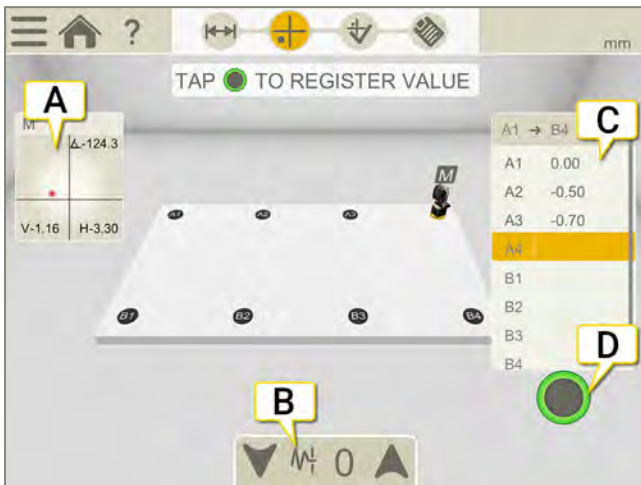 ?
mm
TAP TO REGISTER VALUE
A
M
∡-124.3
V-1.16 H-3.30
C
A1 → B4
A1 0.00
A2 -0.50
A3 -0.70
A4
B1
B2
B3
B4
M
A1 A2 A3
B1 B2 B3 B4
D
B
0